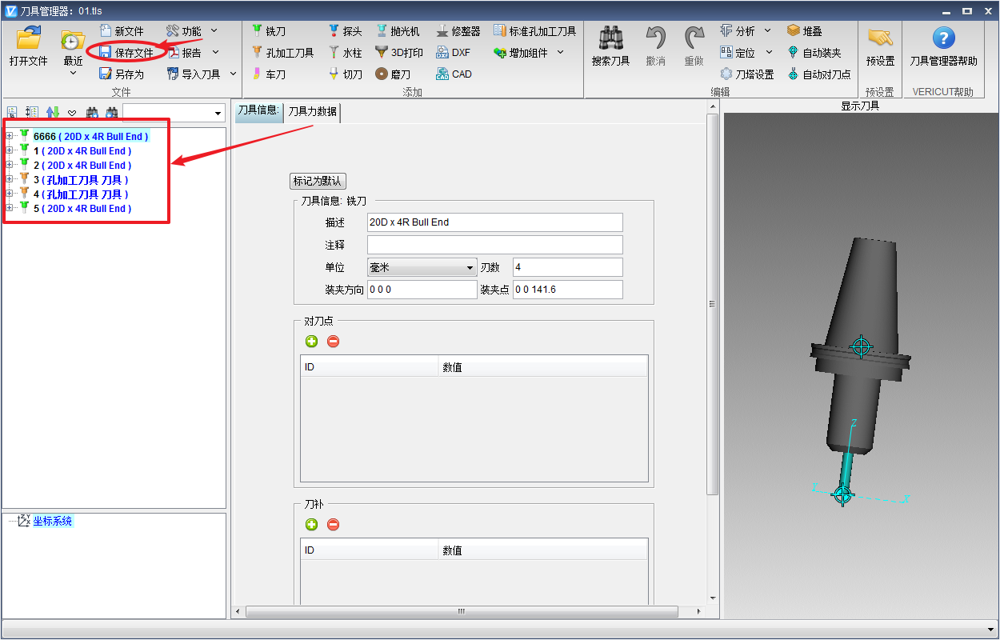 刀具管理器: 01.tls
打开文件
最近
新文件
保存文件
另存为
功能
报告
导入刀具
文件
铣刀
孔加工刀具
车刀
探头
水柱
切刀
抛光机
3D打印
磨刀
修整器
DXF
CAD
标准孔加工刀具
增加组件
添加
搜索刀具
撤消
重做
分析
定位
刀塔设置
堆叠
自动装夹
自动对刀点
编辑
预设置
预设置
刀具管理器帮助
VERICUT帮助
6666 ( 20D x 4R Bull End )
1 ( 20D x 4R Bull End )
2 ( 20D x 4R Bull End )
3 ( 孔加工刀具 刀具 )
4 ( 孔加工刀具 刀具 )
5 ( 20D x 4R Bull End )
坐标系统
刀具信息:
刀具力数据
标记为默认
刀具信息: 铣刀
描述 20D x 4R Bull End
注释
单位 毫米 刃数 4
装夹方向 0 0 0 装夹点 0 0 141.6
对刀点
ID 数值
刀补
ID 数值
显示刀具
Z
X